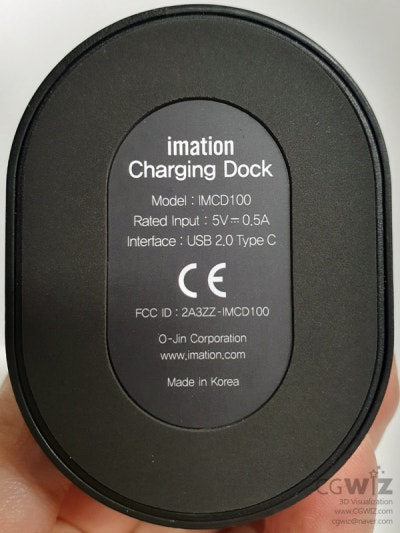 imation
Charging Dock
Model : IMCD100
Rated Input : 5V⎓0.5A
Interface : USB 2.0 Type C
CE
FCC ID : 2A3ZZ-IMCD100
O-Jin Corporation
www.imation.com
Made in Korea
CGWIZ
3D Visualization
www.CGWIZ.com
cgwiz@naver.com